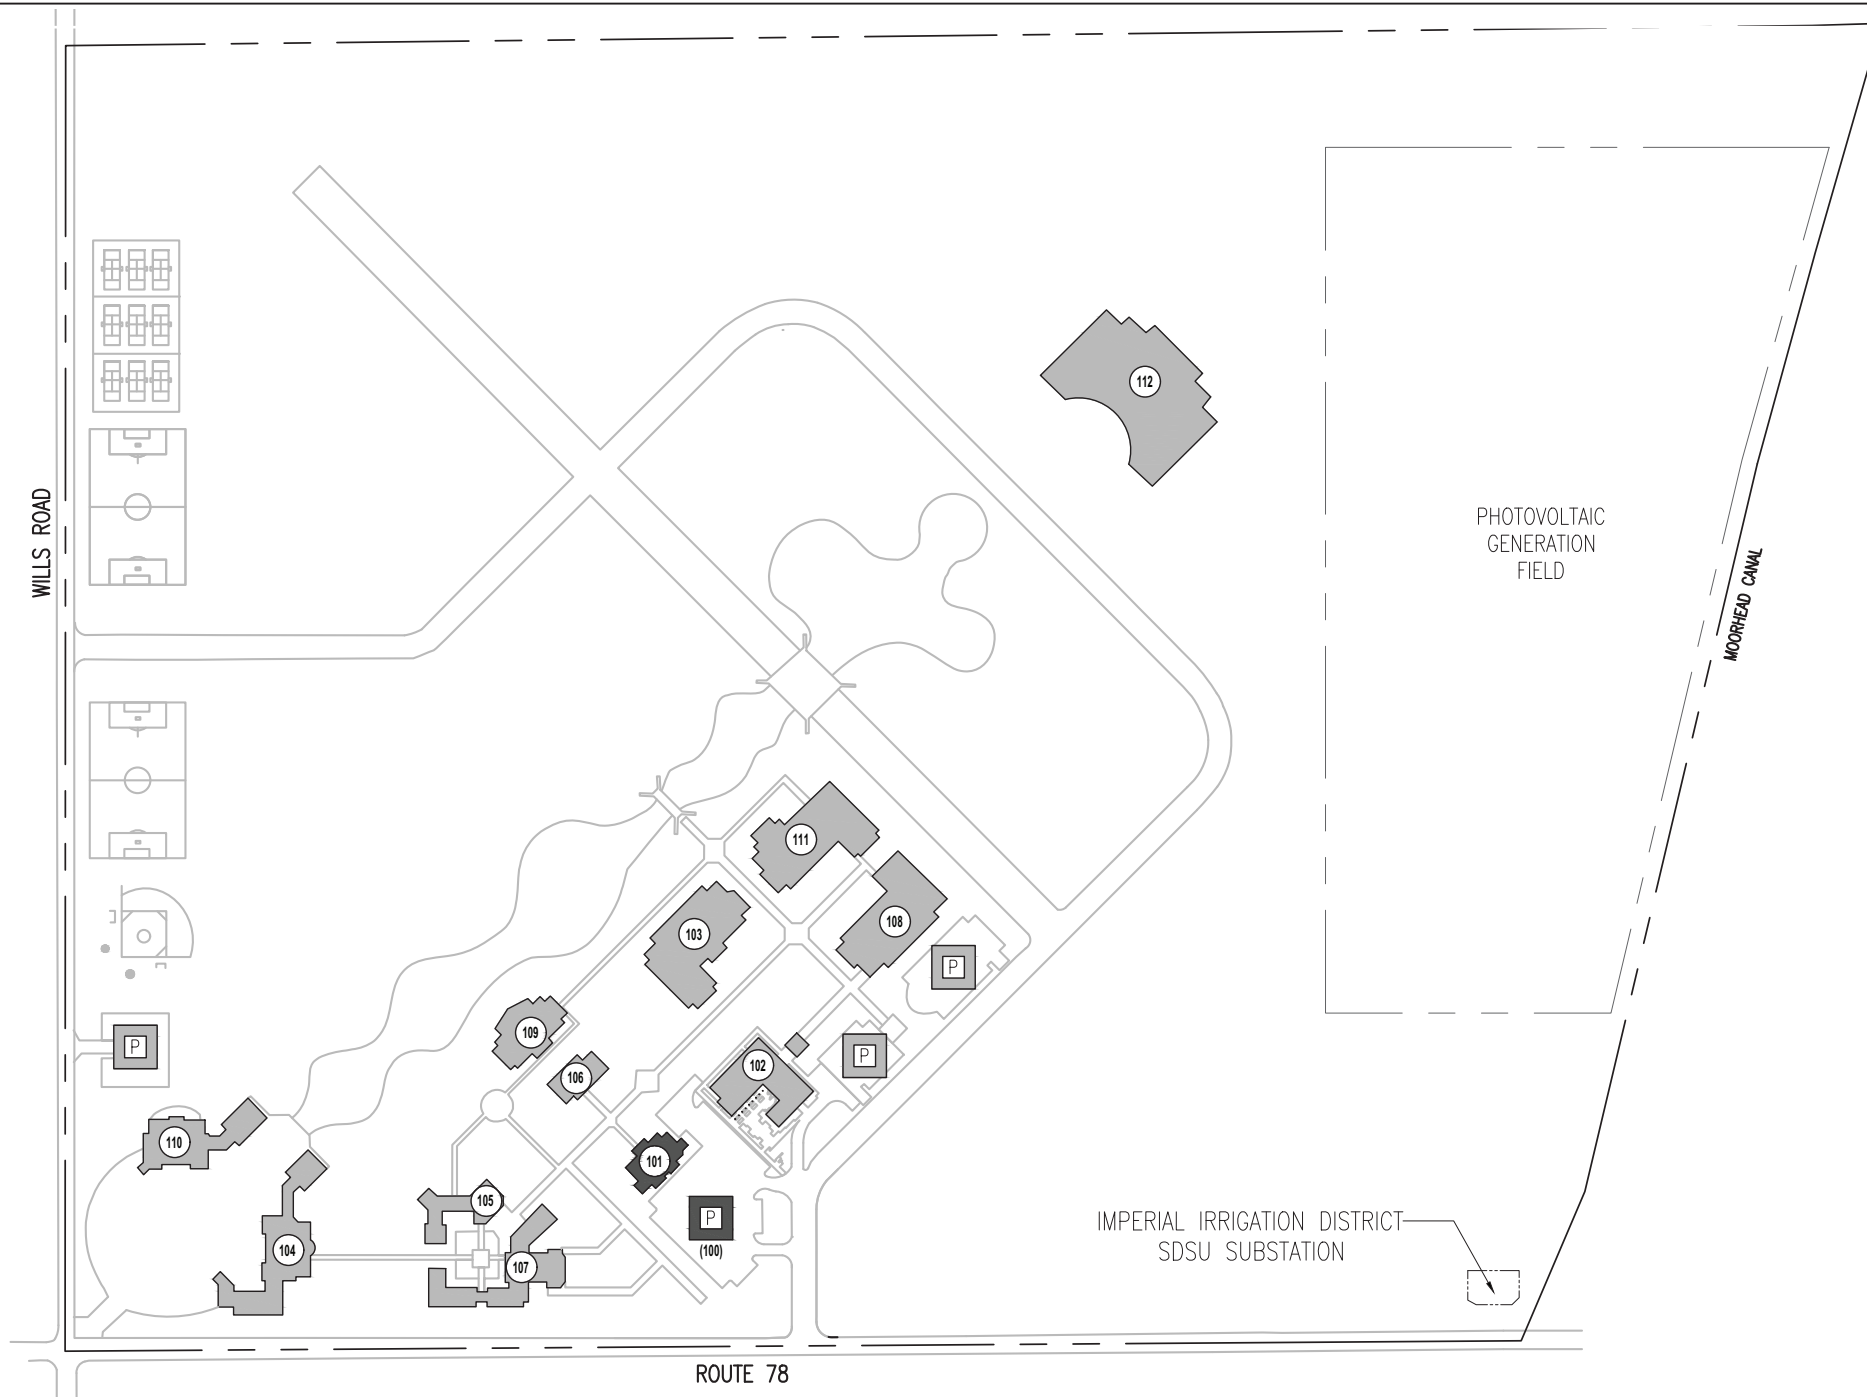 112
PHOTOVOLTAIC
GENERATION
FIELD
WILLS ROAD
MOORHEAD CANAL
111
108
103
P
109
P
102
P
106
110
101
105
P
(100)
104
107
IMPERIAL IRRIGATION DISTRICT
SDSU SUBSTATION
ROUTE 78